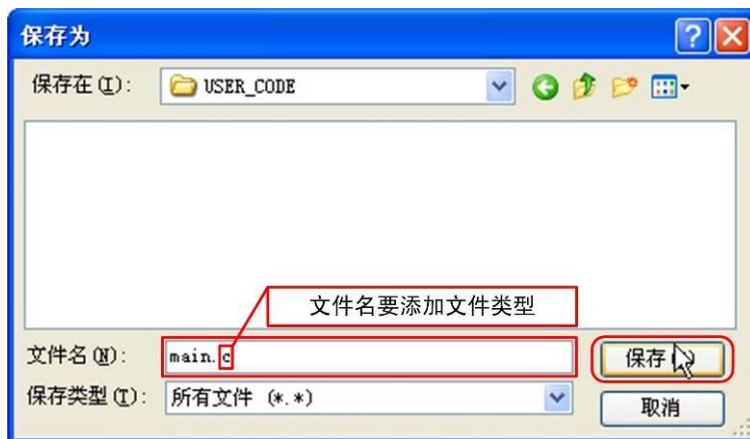 保存为
保存在(I):
USER_CODE
文件名要添加文件类型
文件名(N):
main.c
保存
保存类型(T):
所有文件 (*.*)
取消